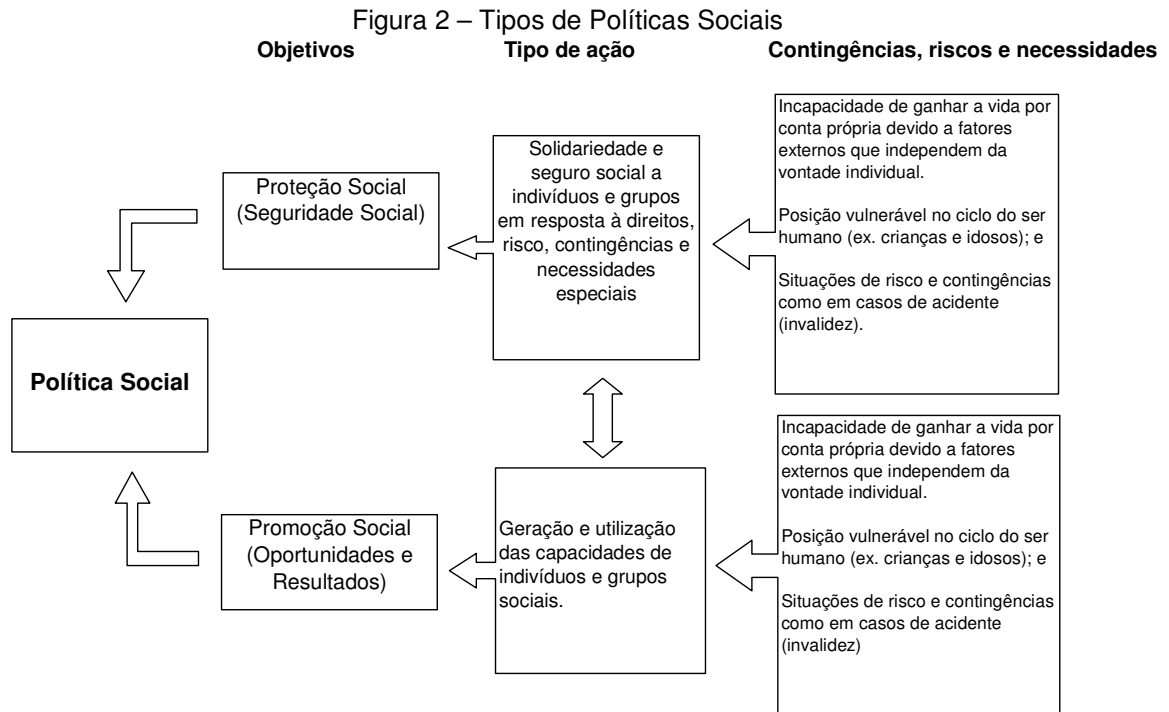 Figura 2 – Tipos de Políticas Sociais
Objetivos
Tipo de ação
Contingências, riscos e necessidades
Política Social
Proteção Social
(Seguridade Social)
Solidariedade e
seguro social a
indivíduos e grupos
em resposta à direitos,
risco, contingências e
necessidades
especiais
Incapacidade de ganhar a vida por
conta própria devido a fatores
externos que independem da
vontade individual.
Posição vulnerável no ciclo do ser
humano (ex. crianças e idosos); e
Situações de risco e contingências
como em casos de acidente
(invalidez).
Promoção Social
(Oportunidades e
Resultados)
Geração e utilização
das capacidades de
indivíduos e grupos
sociais.
Incapacidade de ganhar a vida por
conta própria devido a fatores
externos que independem da
vontade individual.
Posição vulnerável no ciclo do ser
humano (ex. crianças e idosos); e
Situações de risco e contingências
como em casos de acidente
(invalidez)